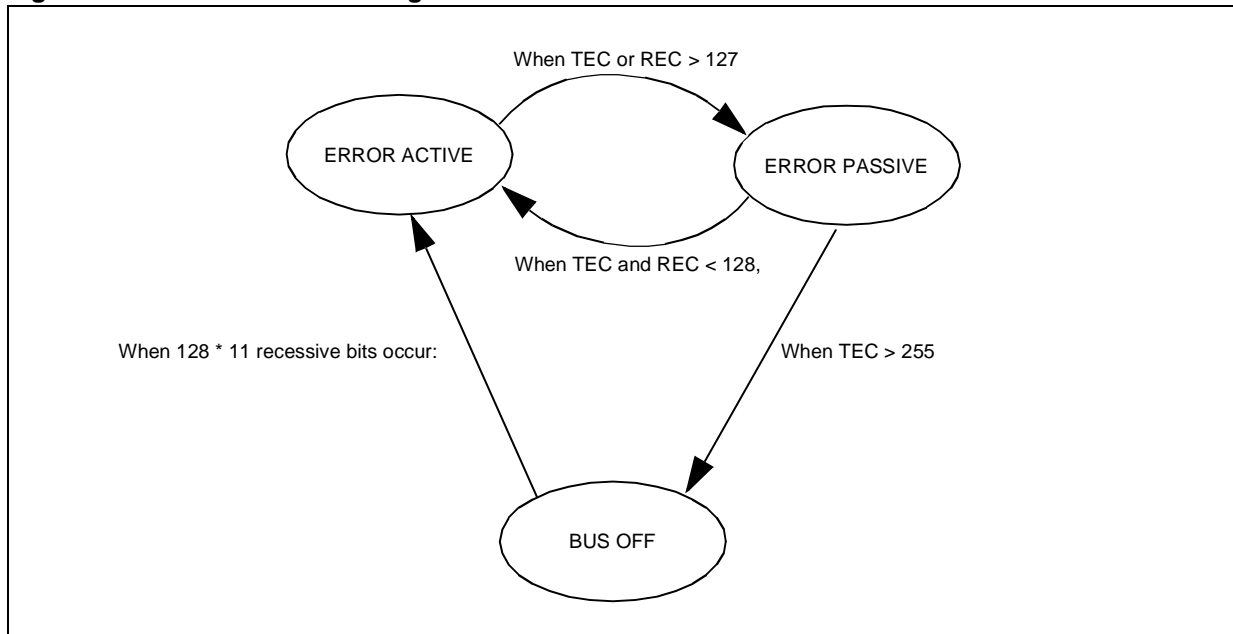 When TEC or REC > 127
ERROR ACTIVE
ERROR PASSIVE
When TEC and REC < 128,
When 128 * 11 recessive bits occur:
When TEC > 255
BUS OFF